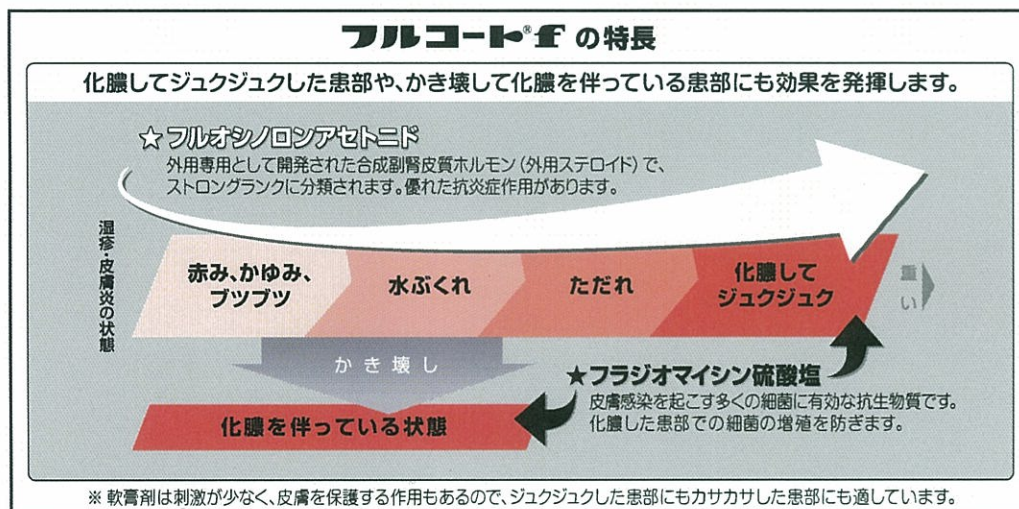 フルコート®f の特長
化膿してジュクジュクした患部や、かき壊して化膿を伴っている患部にも効果を発揮します。
★フルオシノロンアセトニド
外用専用として開発された合成副腎皮質ホルモン(外用ステロイド)で、
ストロングランクに分類されます。優れた抗炎症作用があります。
湿疹・皮膚炎の状態
赤み、かゆみ、
ブツブツ
水ぶくれ
ただれ
化膿して
ジュクジュク
重い
かき壊し
★フラジオマイシン硫酸塩
皮膚感染を起こす多くの細菌に有効な抗生物質です。
化膿した患部での細菌の増殖を防ぎます。
化膿を伴っている状態
※ 軟膏剤は刺激が少なく、皮膚を保護する作用もあるので、ジュクジュクした患部にもカサカサした患部にも適しています。